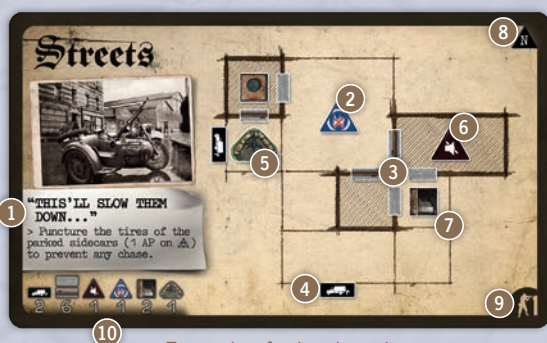 Streets
8
N
2
6
3
5
7
1
"THIS'LL SLOW THEM
DOWN..."
> Puncture the tires of the
parked sidecars (1 AP on
)
to prevent any chase.
4
9
1
2 6 1 1 2 1
10